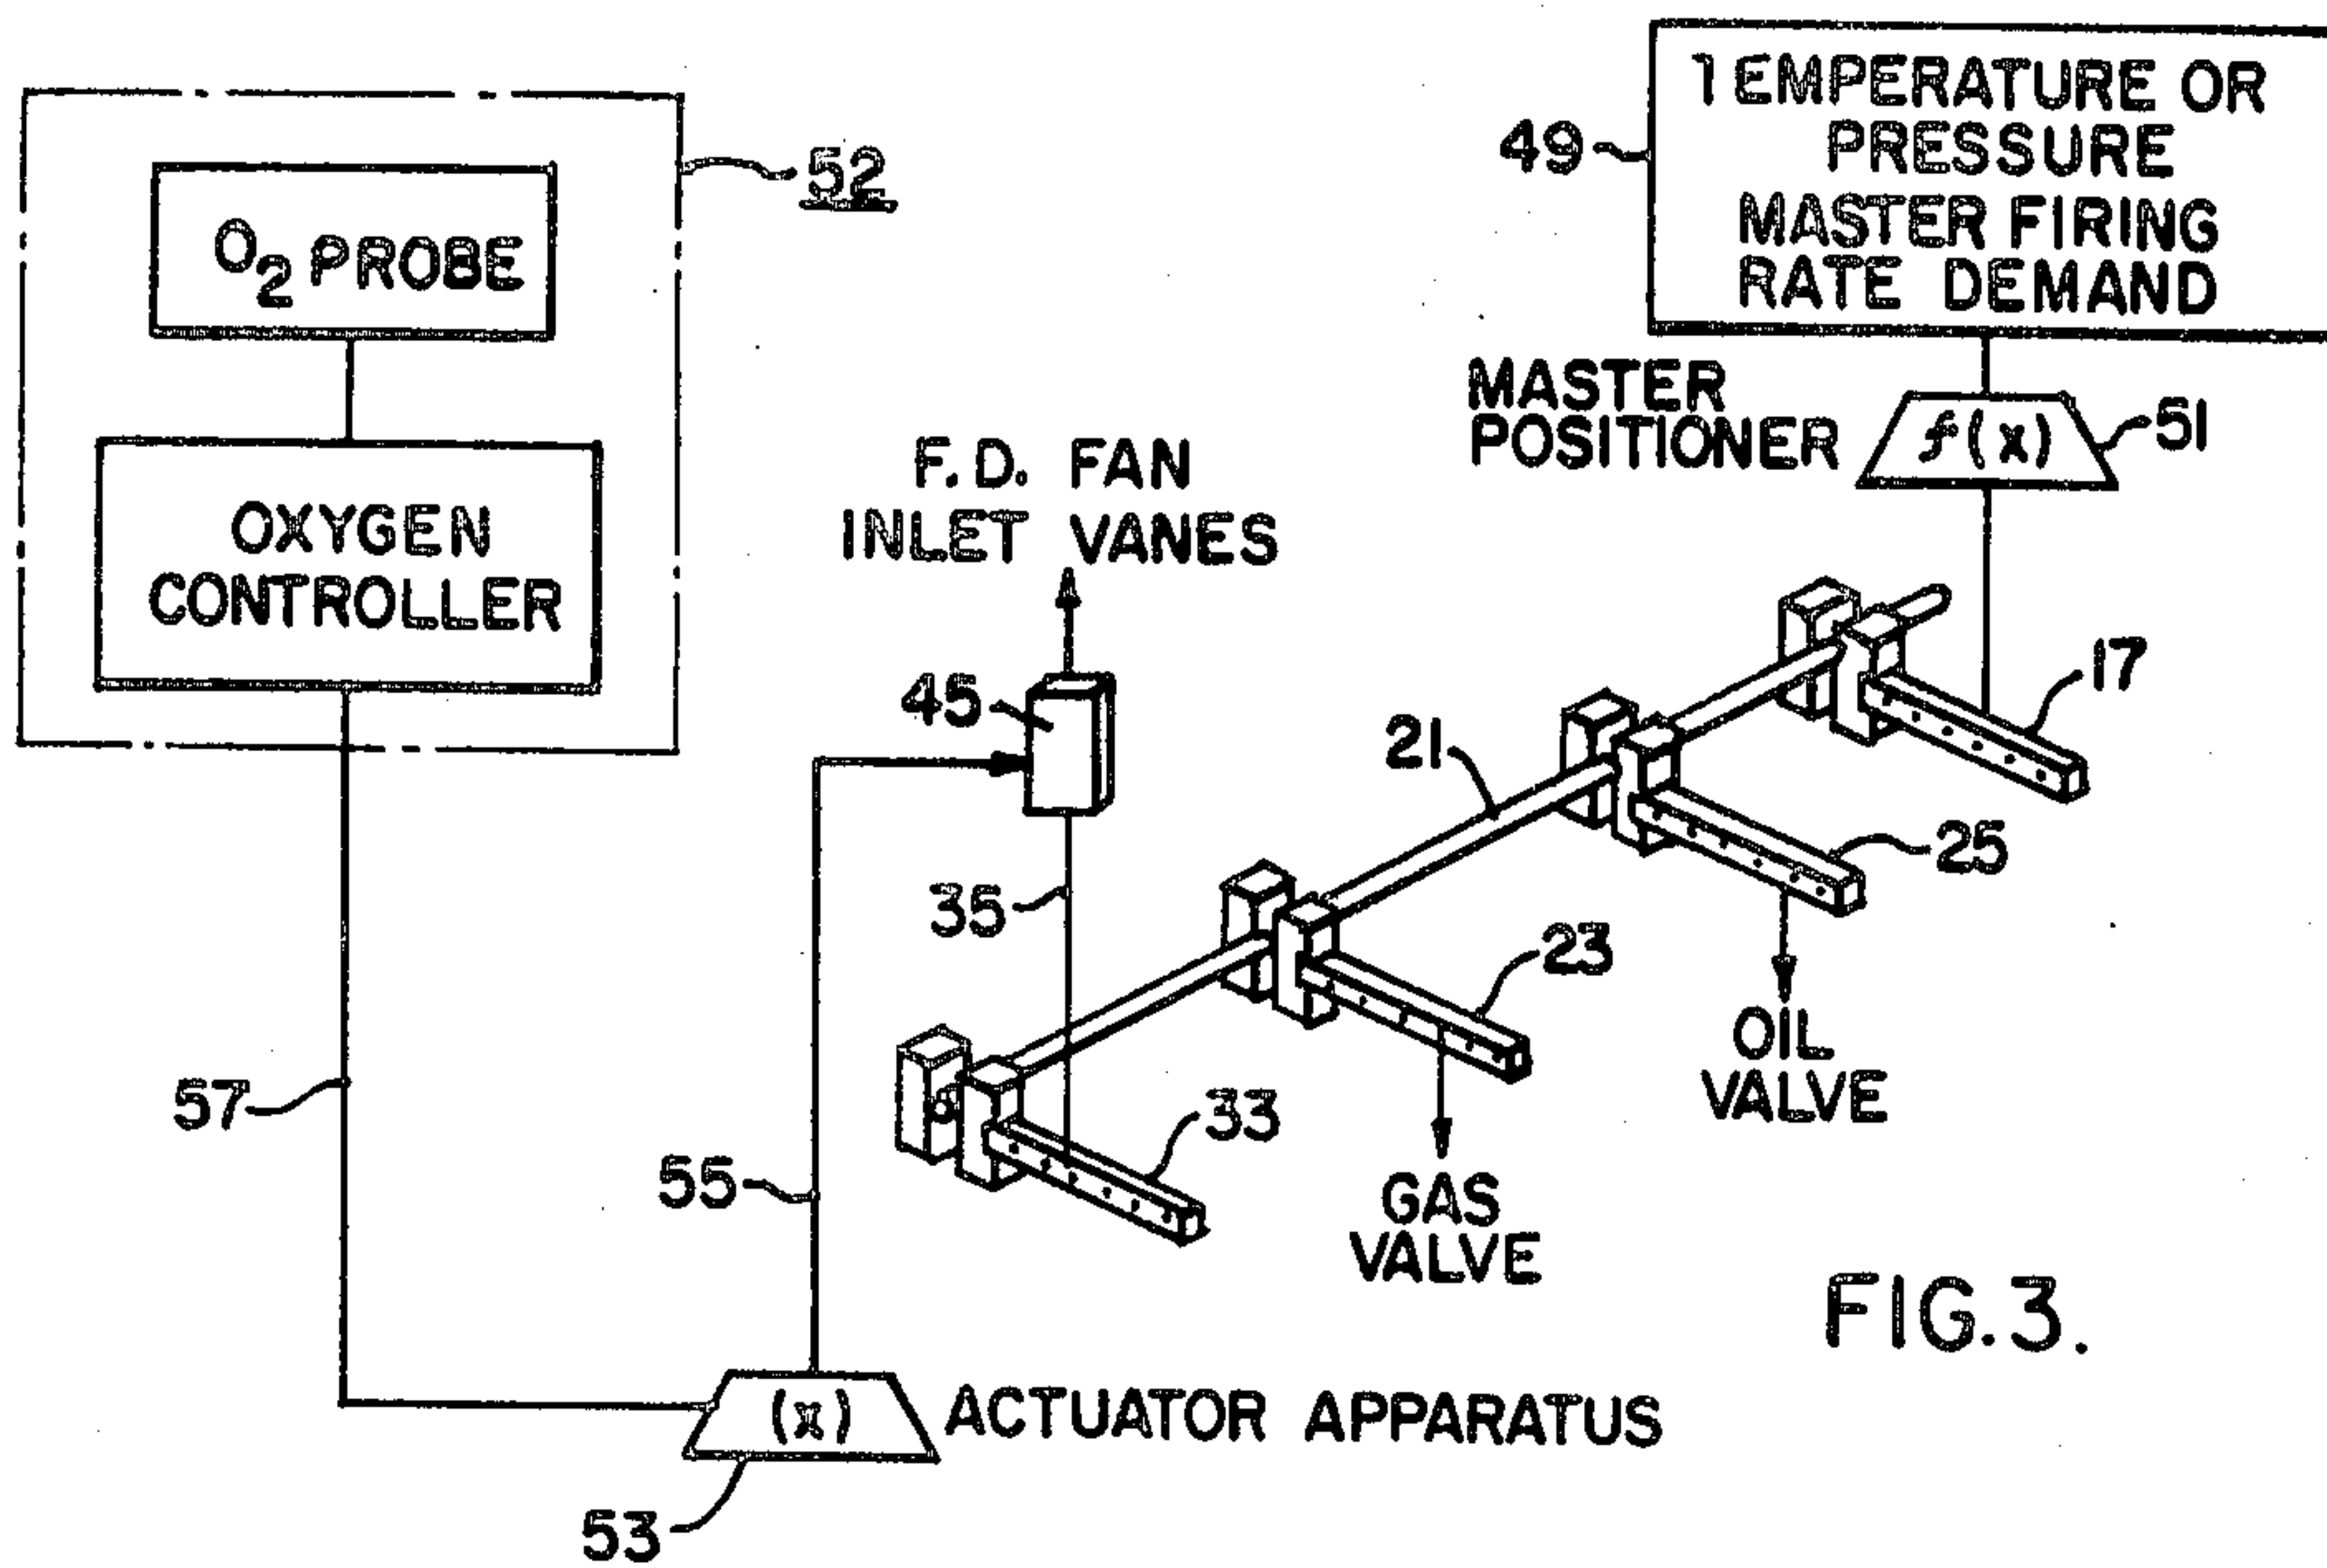 52
O2 PROBE
OXYGEN
CONTROLLER
49
TEMPERATURE OR
PRESSURE
MASTER FIRING
RATE DEMAND
MASTER
POSITIONER
f(x)
51
F.D. FAN
INLET VANES
45
35
21
17
25
23
33
OIL
VALVE
GAS
VALVE
57
55
(x)
ACTUATOR APPARATUS
53
FIG. 3.